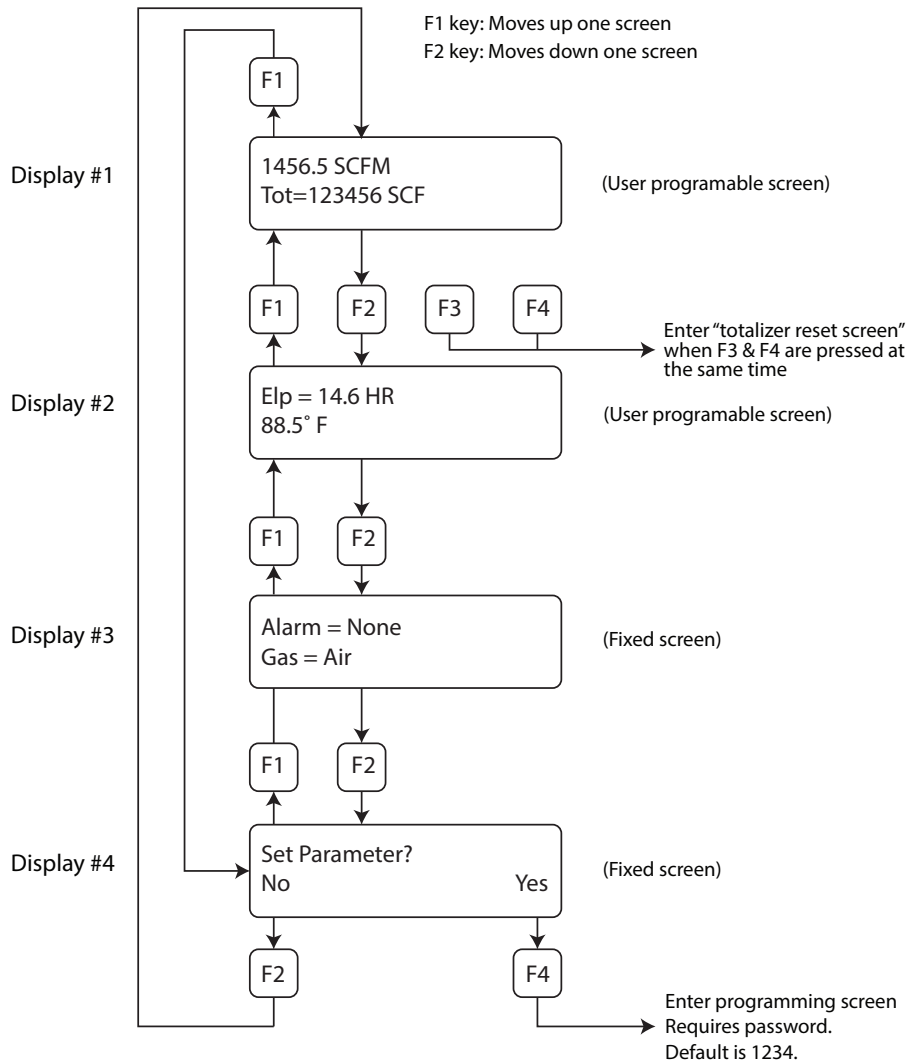 F1 key: Moves up one screen
F2 key: Moves down one screen
F1
Display #1
1456.5 SCFM
Tot=123456 SCF
(User programable screen)
F1
F2
F3
F4
Enter “totalizer reset screen”
when F3 & F4 are pressed at
the same time
Display #2
Elp = 14.6 HR
88.5° F
(User programable screen)
F1
F2
Display #3
Alarm = None
Gas = Air
(Fixed screen)
F1
F2
Display #4
Set Parameter?
No Yes
(Fixed screen)
F2
F4
Enter programming screen
Requires password.
Default is 1234.